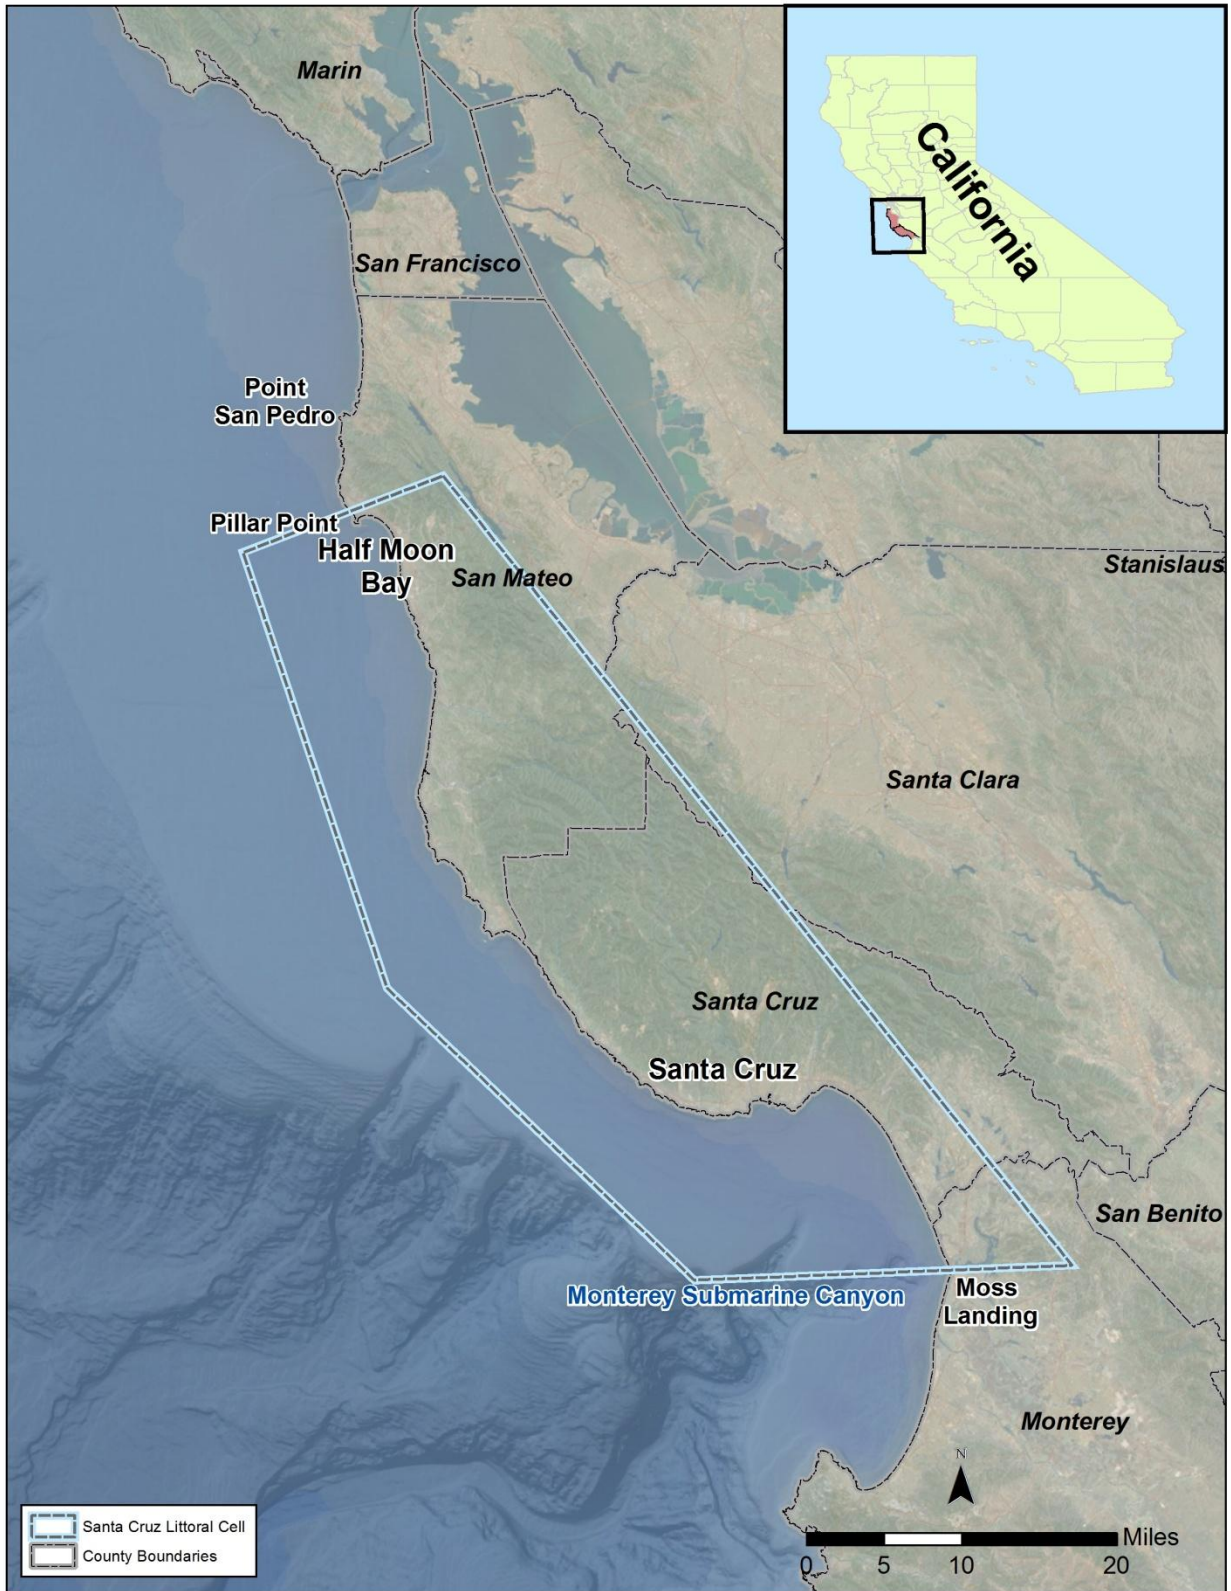 Marin
California
San Francisco
Point
San Pedro
Pillar Point
Half Moon
Bay
San Mateo
Stanislaus
Santa Clara
Santa Cruz
Santa Cruz
San Benito
Monterey Submarine Canyon
Moss
Landing
Monterey
N
Santa Cruz Littoral Cell
County Boundaries
Miles
0 5 10 20